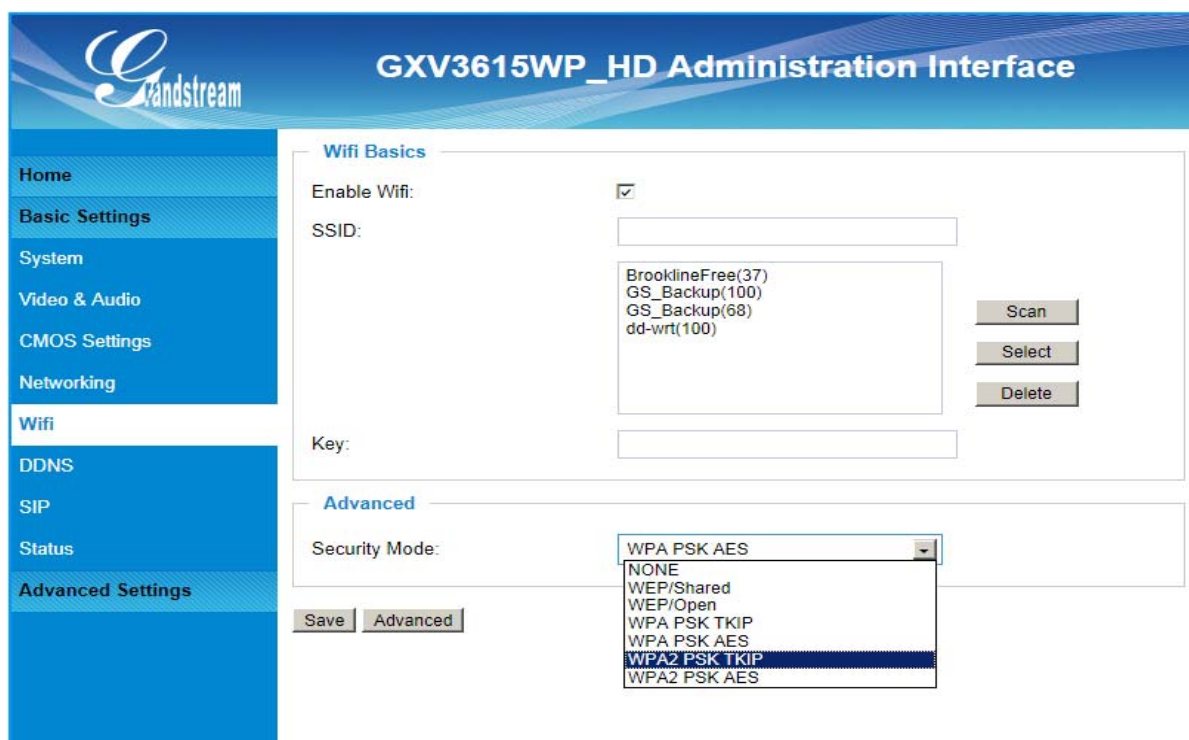 Grandstream
GXV3615WP_HD Administration Interface
Home
Basic Settings
System
Video & Audio
CMOS Settings
Networking
Wifi
DDNS
SIP
Status
Advanced Settings
Wifi Basics
Enable Wifi:
SSID:
BrooklineFree(37)
GS_Backup(100)
GS_Backup(68)
dd-wrt(100)
Scan
Select
Delete
Key:
Advanced
Security Mode:
WPA PSK AES
NONE
WEP/Shared
WEP/Open
WPA PSK TKIP
WPA PSK AES
WPA2 PSK TKIP
WPA2 PSK AES
Save
Advanced